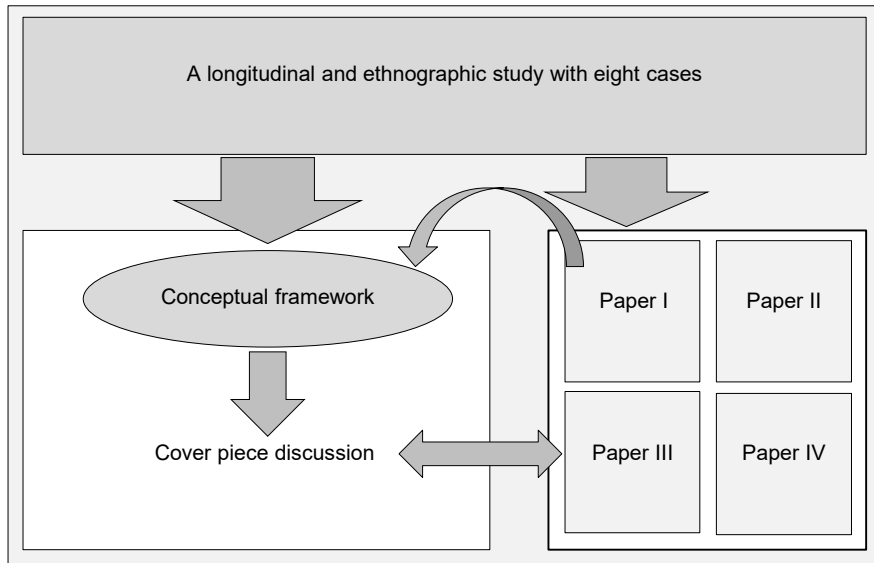 A longitudinal and ethnographic study with eight cases
Conceptual framework
Cover piece discussion
Paper I
Paper II
Paper III
Paper IV